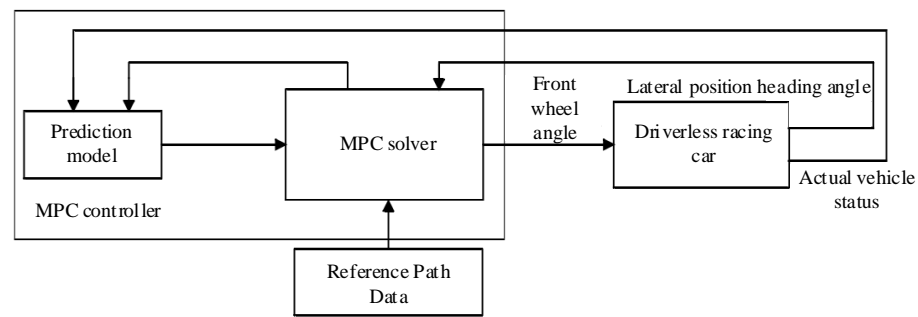 Prediction
model
MPC controller
MPC solver
Reference Path
Data
Front
wheel
angle
Lateral position heading angle
Driverless racing
car
Actual vehicle
status